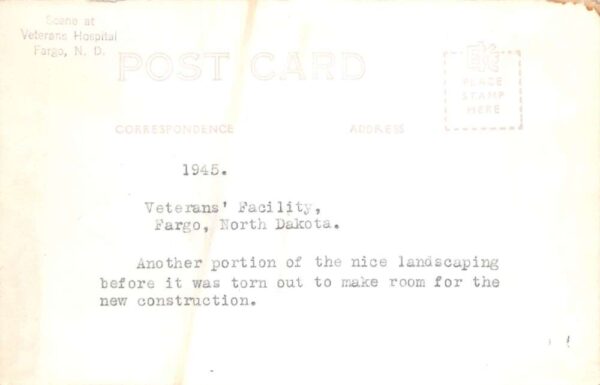 Scene at
Veterans Hospital
Fargo, N. D.
POST CARD
EKC
PLACE
STAMP
HERE
CORRESPONDENCE ADDRESS
1945.
Veterans' Facility,
Fargo, North Dakota.
Another portion of the nice landscaping
before it was torn out to make room for the
new construction.